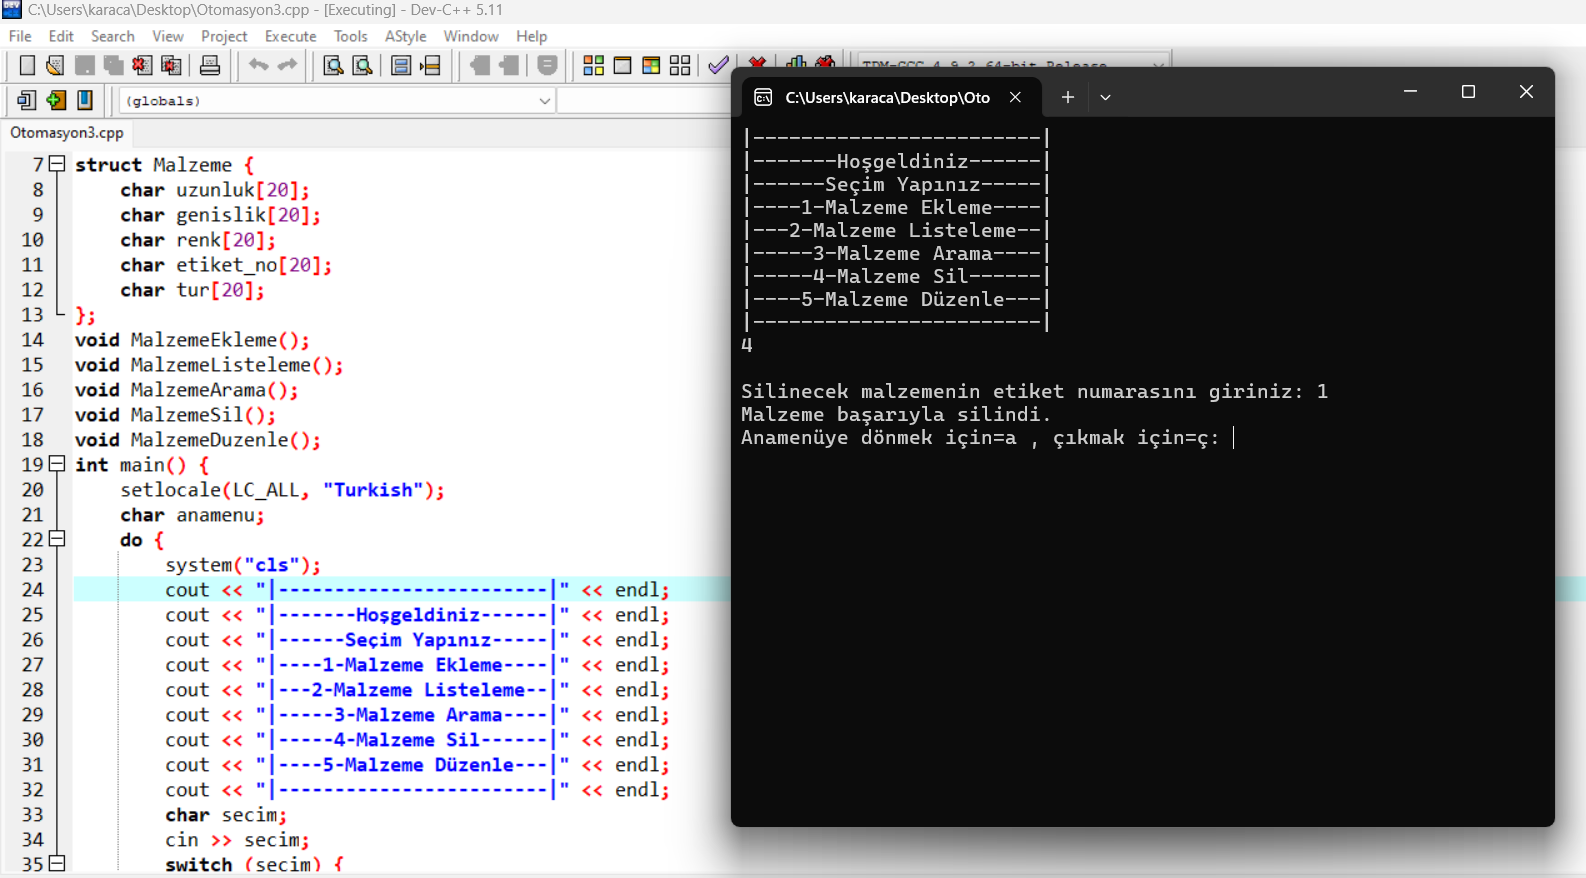 C:\Users\karaca\Desktop\Otomasyon3.cpp - [Executing] - Dev-C++ 5.11
File Edit Search View Project Execute Tools AStyle Window Help
(globals)
Otomasyon3.cpp
7 struct Malzeme {
8 char uzunluk[20];
9 char genislik[20];
10 char renk[20];
11 char etiket_no[20];
12 char tur[20];
13 };
14 void MalzemeEkleme();
15 void MalzemeListeleme();
16 void MalzemeArama();
17 void MalzemeSil();
18 void MalzemeDuzenle();
19 int main() {
20 setlocale(LC_ALL, "Turkish");
21 char anamenu;
22 do {
23 system("cls");
24 cout << "|------------------------|" << endl;
25 cout << "|-------Hoşgeldiniz------|" << endl;
26 cout << "|------Seçim Yapınız-----|" << endl;
27 cout << "|----1-Malzeme Ekleme----|" << endl;
28 cout << "|---2-Malzeme Listeleme--|" << endl;
29 cout << "|-----3-Malzeme Arama----|" << endl;
30 cout << "|-----4-Malzeme Sil------|" << endl;
31 cout << "|----5-Malzeme Düzenle---|" << endl;
32 cout << "|------------------------|" << endl;
33 char secim;
34 cin >> secim;
35 switch (secim) {
C:\Users\karaca\Desktop\Oto
|------------------------|
|-------Hoşgeldiniz------|
|------Seçim Yapınız-----|
|----1-Malzeme Ekleme----|
|---2-Malzeme Listeleme--|
|-----3-Malzeme Arama----|
|-----4-Malzeme Sil------|
|----5-Malzeme Düzenle---|
|------------------------|
4
Silinecek malzemenin etiket numarasını giriniz: 1
Malzeme başarıyla silindi.
Anamenüye dönmek için=a , çıkmak için=ç: